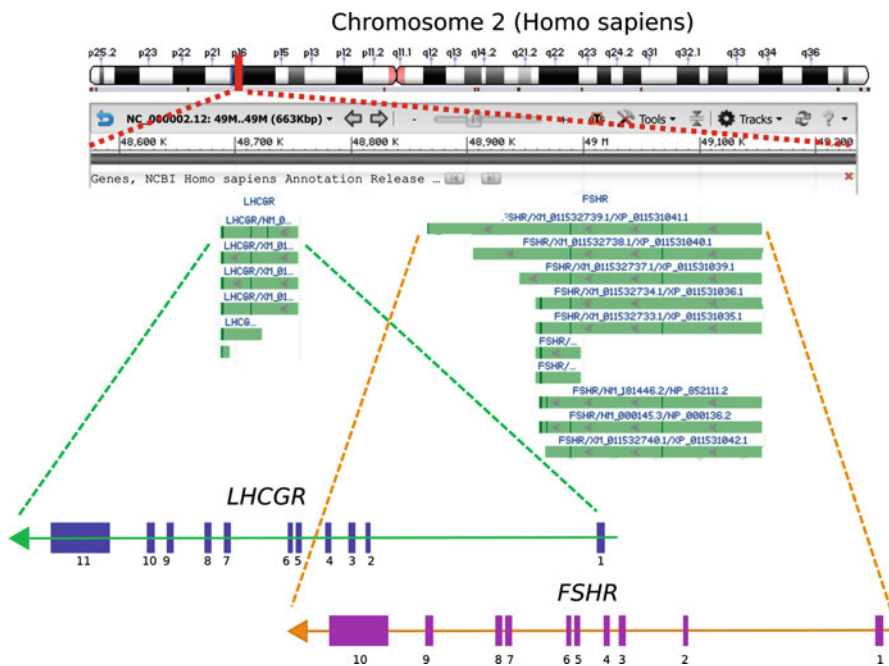 Chromosome 2 (Homo sapiens)
p25.2 p23 p22 p21 p16 p15 p13 p12 p11.2 q11.1 q12 q13 q14.2 q21.2 q22 q23 q24.2 q31 q32.1 q33 q34 q36
NC_000002.12: 49M..49M (663Kbp) - + Tools Tracks ?
48,600 K 48,700 K 48,800 K 48,900 K 49 M 49,100 K 49,200
Genes, NCBI Homo sapiens Annotation Release ...
LHCGR FSHR
LHCGR/NM_0...
LHCGR/XM_01...
LHCGR/XM_01...
LHCGR/XM_01...
LHCG...
FSHR/XM_011532739.1/XP_011531041.1
FSHR/XM_011532738.1/XP_011531040.1
FSHR/XM_011532737.1/XP_011531039.1
FSHR/XM_011532734.1/XP_011531036.1
FSHR/XM_011532733.1/XP_011531035.1
FSHR/...
FSHR/...
FSHR/NM_181446.2/NP_852111.2
FSHR/NM_000145.3/NP_000136.2
FSHR/XM_011532740.1/XP_011531042.1
LHCGR
11 10 9 8 7 6 5 4 3 2 1
FSHR
10 9 8 7 6 5 4 3 2 1